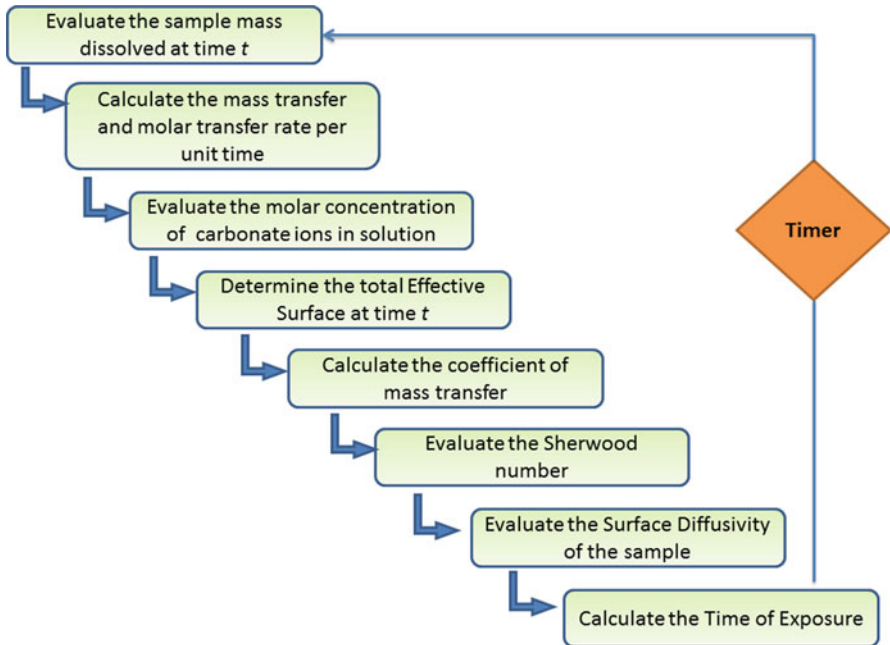 Evaluate the sample mass
dissolved at time t
Calculate the mass transfer
and molar transfer rate per
unit time
Evaluate the molar concentration
of carbonate ions in solution
Determine the total Effective
Surface at time t
Calculate the coefficient of
mass transfer
Evaluate the Sherwood
number
Evaluate the Surface Diffusivity
of the sample
Calculate the Time of Exposure
Timer